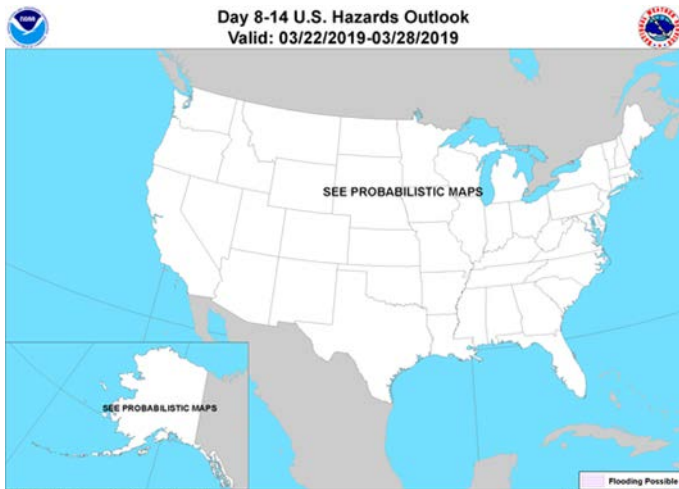 Day 8-14 U.S. Hazards Outlook
Valid: 03/22/2019-03/28/2019
SEE PROBABILISTIC MAPS
SEE PROBABILISTIC MAPS
Flooding Possible